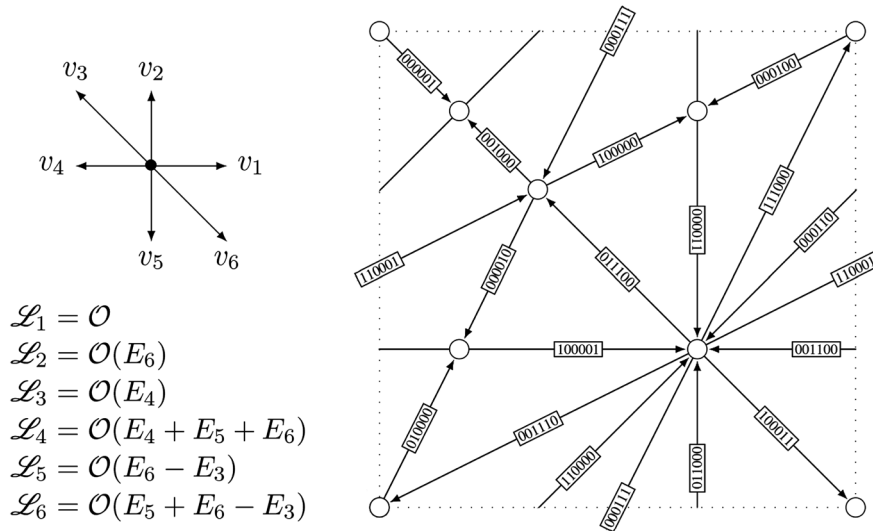 v₃ v₂
v₄ v₁
v₅ v₆
ℒ₁ = 𝒪
ℒ₂ = 𝒪(E₆)
ℒ₃ = 𝒪(E₄)
ℒ₄ = 𝒪(E₄ + E₅ + E₆)
ℒ₅ = 𝒪(E₆ − E₃)
ℒ₆ = 𝒪(E₅ + E₆ − E₃)
000111
000001
000100
001000
100000
111000
000011
000110
110001
011100
110001
000010
100001
001100
010000
001110
100011
110000
011000
000111